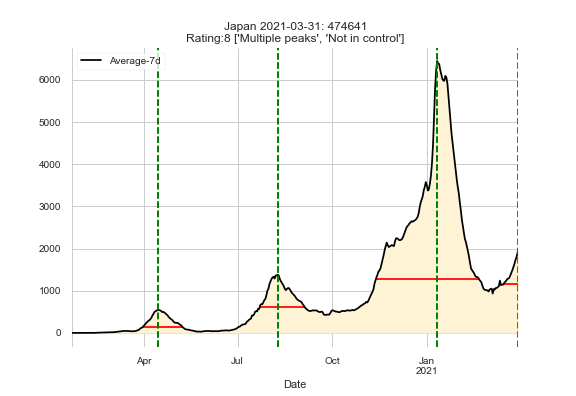 Japan 2021-03-31: 474641
Rating:8 ['Multiple peaks', 'Not in control']
Average-7d
6000
5000
4000
3000
2000
1000
0
Apr
Jul
Oct
Jan
2021
Date